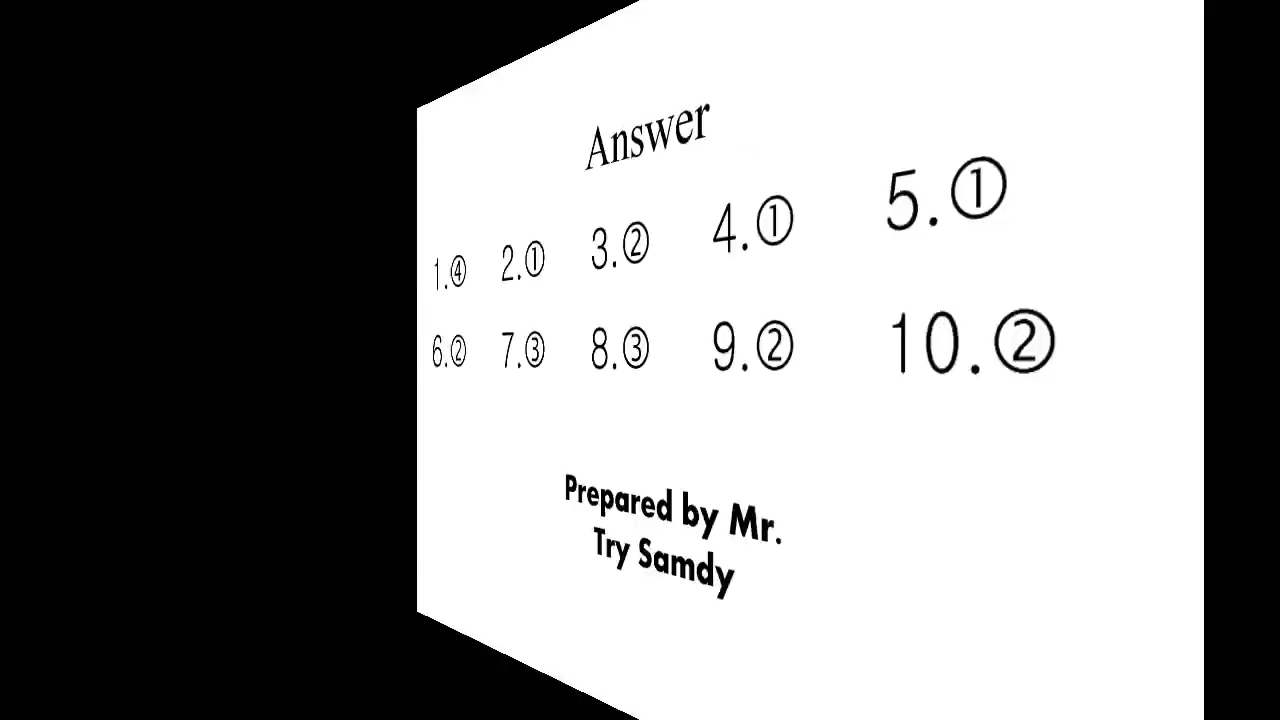 Answer
1.④ 2.① 3.② 4.① 5.①
6.② 7.③ 8.③ 9.② 10.②
Prepared by Mr.
Try Samdy